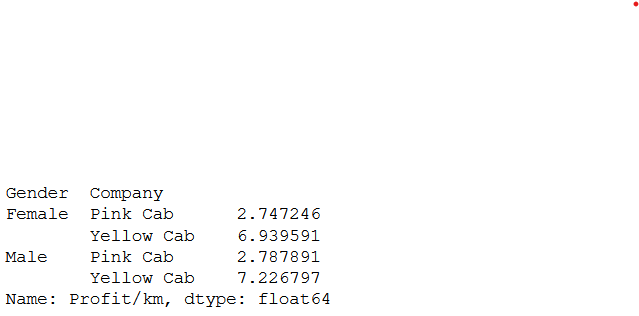 Gender  Company
Female  Pink Cab      2.747246
        Yellow Cab    6.939591
Male    Pink Cab      2.787891
        Yellow Cab    7.226797
Name: Profit/km, dtype: float64